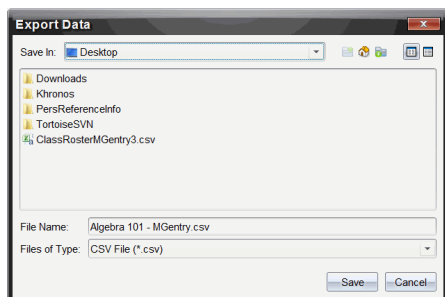 Export Data
Save In: Desktop
Downloads
Khronos
PersReferenceInfo
TortoiseSVN
ClassRosterMGentry3.csv
File Name: Algebra 101 - MGentry.csv
Files of Type: CSV File (*.csv)
Save Cancel